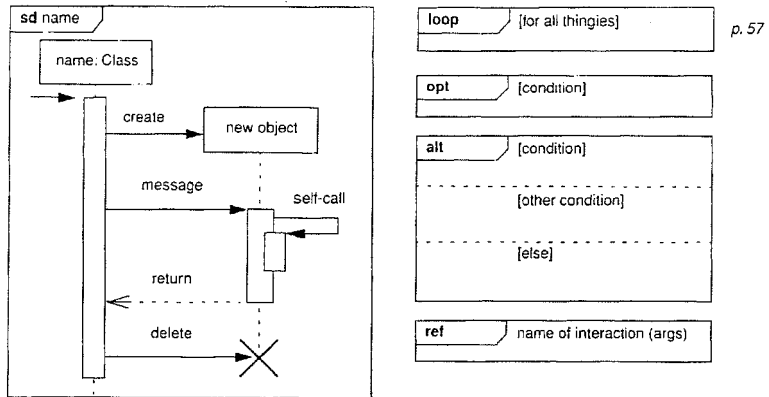 sd name
name: Class
create
new object
message
self-call
return
delete
loop [for all thingies]
p. 57
opt [condition]
alt [condition]
[other condition]
[else]
ref name of interaction (args)